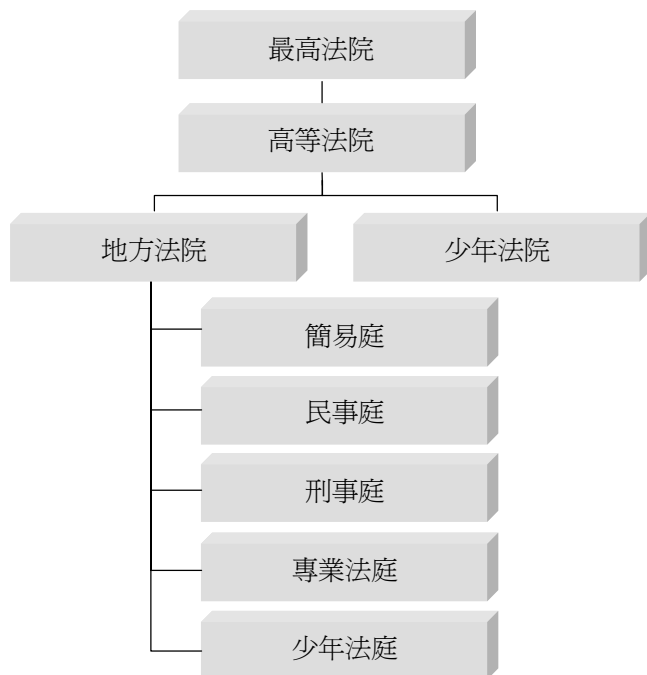 最高法院
高等法院
地方法院
少年法院
簡易庭
民事庭
刑事庭
專業法庭
少年法庭